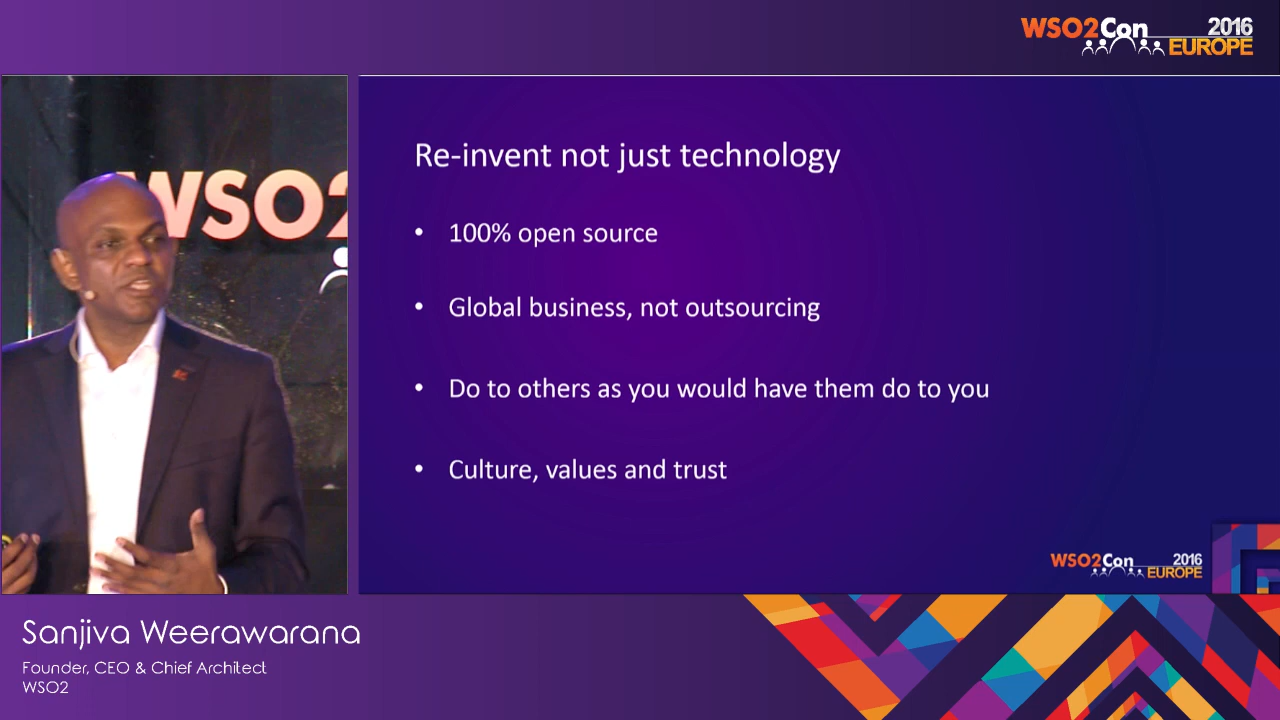 WSO2Con 2016
EUROPE
WSO2
Re-invent not just technology
• 100% open source
• Global business, not outsourcing
• Do to others as you would have them do to you
• Culture, values and trust
WSO2Con 2016
EUROPE
Sanjiva Weerawarana
Founder, CEO & Chief Architect
WSO2